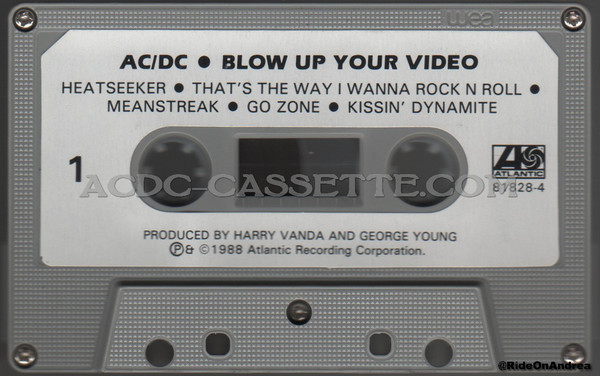 wea
AC/DC ● BLOW UP YOUR VIDEO
HEATSEEKER ● THAT'S THE WAY I WANNA ROCK N ROLL ●
MEANSTREAK ● GO ZONE ● KISSIN' DYNAMITE
1
ATLANTIC
ACDC-CASSETTE.COM
81828-4
PRODUCED BY HARRY VANDA AND GEORGE YOUNG
℗& ©1988 Atlantic Recording Corporation.
@RideOnAndrea